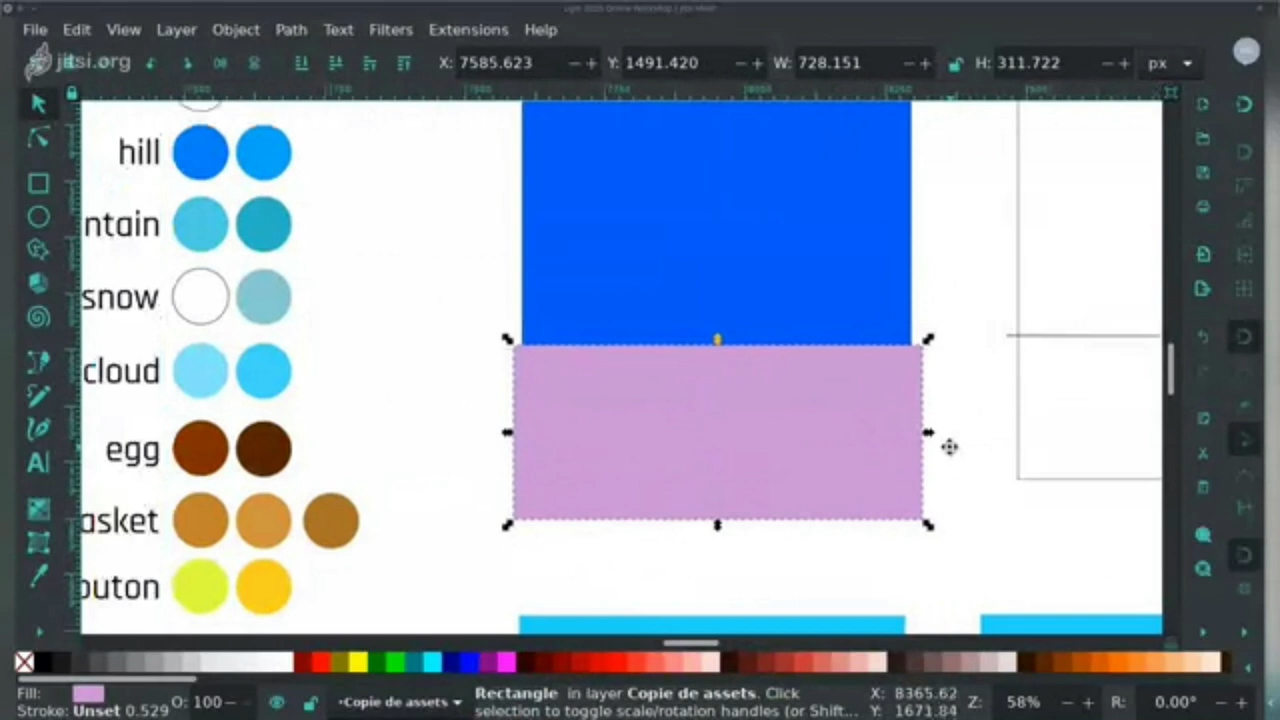 File Edit View Layer Object Path Text Filters Extensions Help
jitsi.org
X: 7585.623 Y: 1491.420 W: 728.151 H: 311.722 px
hill
ntain
snow
cloud
egg
asket
outon
Fill:
Stroke: Unset 0.529
O: 100
•Copie de assets.
Rectangle in layer Copie de assets. Click
selection to toggle scale/rotation handles (or Shift...
X: 8365.62
Y: 1671.84
Z: 58%
R: 0.00°